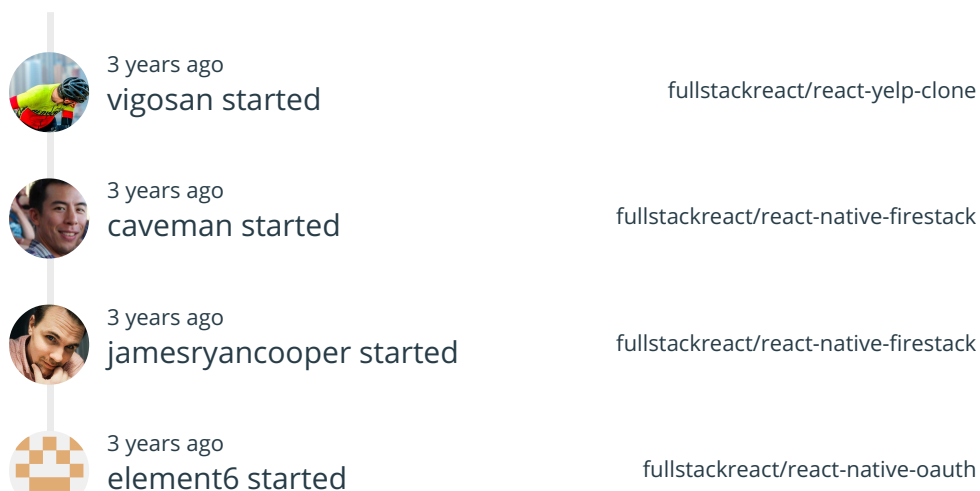 3 years ago
vigosan started
fullstackreact/react-yelp-clone
3 years ago
caveman started
fullstackreact/react-native-firestack
3 years ago
jamesryancooper started
fullstackreact/react-native-firestack
3 years ago
element6 started
fullstackreact/react-native-oauth